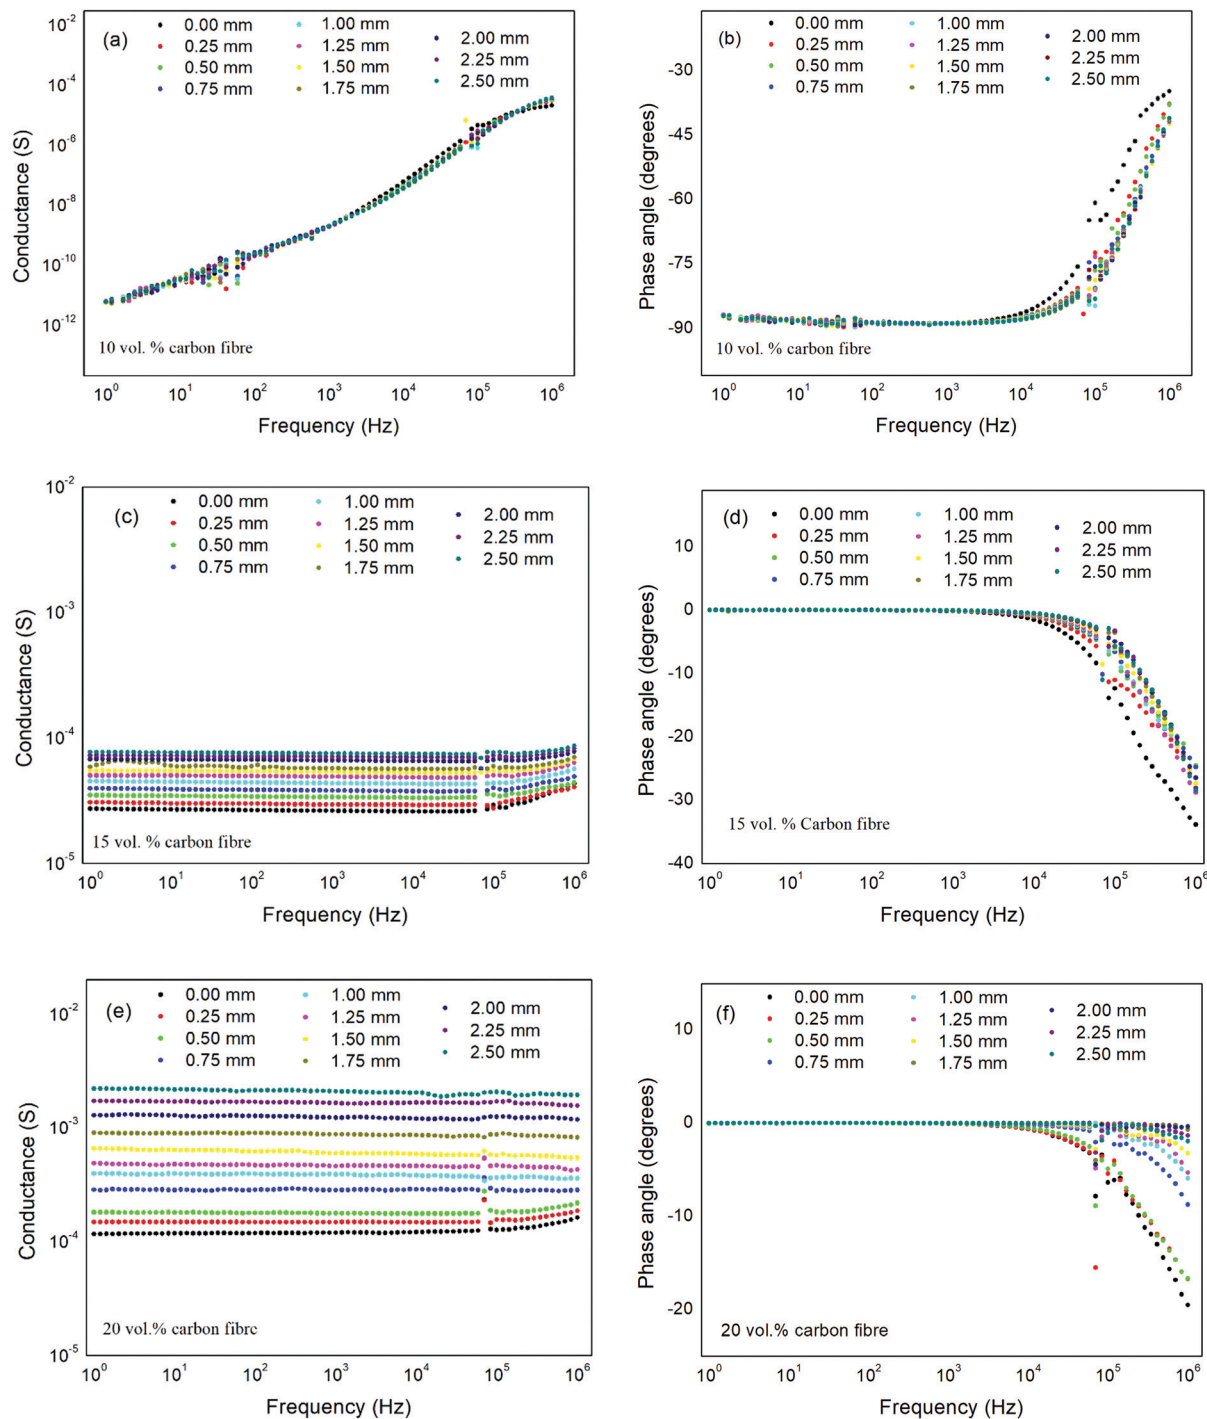 (a)
0.00 mm
0.25 mm
0.50 mm
0.75 mm
1.00 mm
1.25 mm
1.50 mm
1.75 mm
2.00 mm
2.25 mm
2.50 mm
10⁻²
10⁻⁴
10⁻⁶
10⁻⁸
10⁻¹⁰
10⁻¹²
Conductance (S)
10 vol. % carbon fibre
10⁰ 10¹ 10² 10³ 10⁴ 10⁵ 10⁶
Frequency (Hz)
(b)
0.00 mm
0.25 mm
0.50 mm
0.75 mm
1.00 mm
1.25 mm
1.50 mm
1.75 mm
2.00 mm
2.25 mm
2.50 mm
-30
-45
-60
-75
-90
Phase angle (degrees)
10 vol. % carbon fibre
10⁰ 10¹ 10² 10³ 10⁴ 10⁵ 10⁶
Frequency (Hz)
(c)
0.00 mm
0.25 mm
0.50 mm
0.75 mm
1.00 mm
1.25 mm
1.50 mm
1.75 mm
2.00 mm
2.25 mm
2.50 mm
10⁻²
10⁻³
10⁻⁴
10⁻⁵
Conductance (S)
15 vol. % carbon fibre
10⁰ 10¹ 10² 10³ 10⁴ 10⁵ 10⁶
Frequency (Hz)
(d)
0.00 mm
0.25 mm
0.50 mm
0.75 mm
1.00 mm
1.25 mm
1.50 mm
1.75 mm
2.00 mm
2.25 mm
2.50 mm
10
0
-10
-20
-30
-40
Phase angle (degrees)
15 vol. % Carbon fibre
10⁰ 10¹ 10² 10³ 10⁴ 10⁵ 10⁶
Frequency (Hz)
(e)
0.00 mm
0.25 mm
0.50 mm
0.75 mm
1.00 mm
1.25 mm
1.50 mm
1.75 mm
2.00 mm
2.25 mm
2.50 mm
10⁻²
10⁻³
10⁻⁴
10⁻⁵
Conductance (S)
20 vol.% carbon fibre
10⁰ 10¹ 10² 10³ 10⁴ 10⁵ 10⁶
Frequency (Hz)
(f)
0.00 mm
0.25 mm
0.50 mm
0.75 mm
1.00 mm
1.25 mm
1.50 mm
1.75 mm
2.00 mm
2.25 mm
2.50 mm
10
0
-10
-20
Phase angle (degrees)
20 vol.% carbon fibre
10⁰ 10¹ 10² 10³ 10⁴ 10⁵ 10⁶
Frequency (Hz)